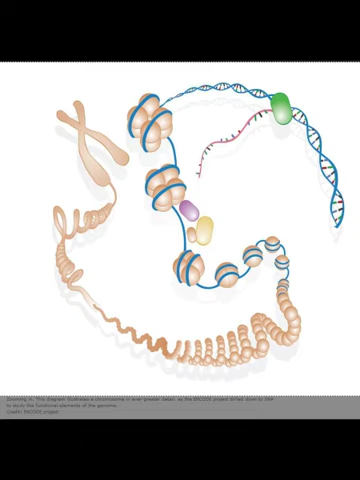 Zooming in. This diagram illustrates a chromosome in ever-greater detail, as the ENCODE project drilled down to DNA
to study the functional elements of the genome.
Credit: ENCODE project